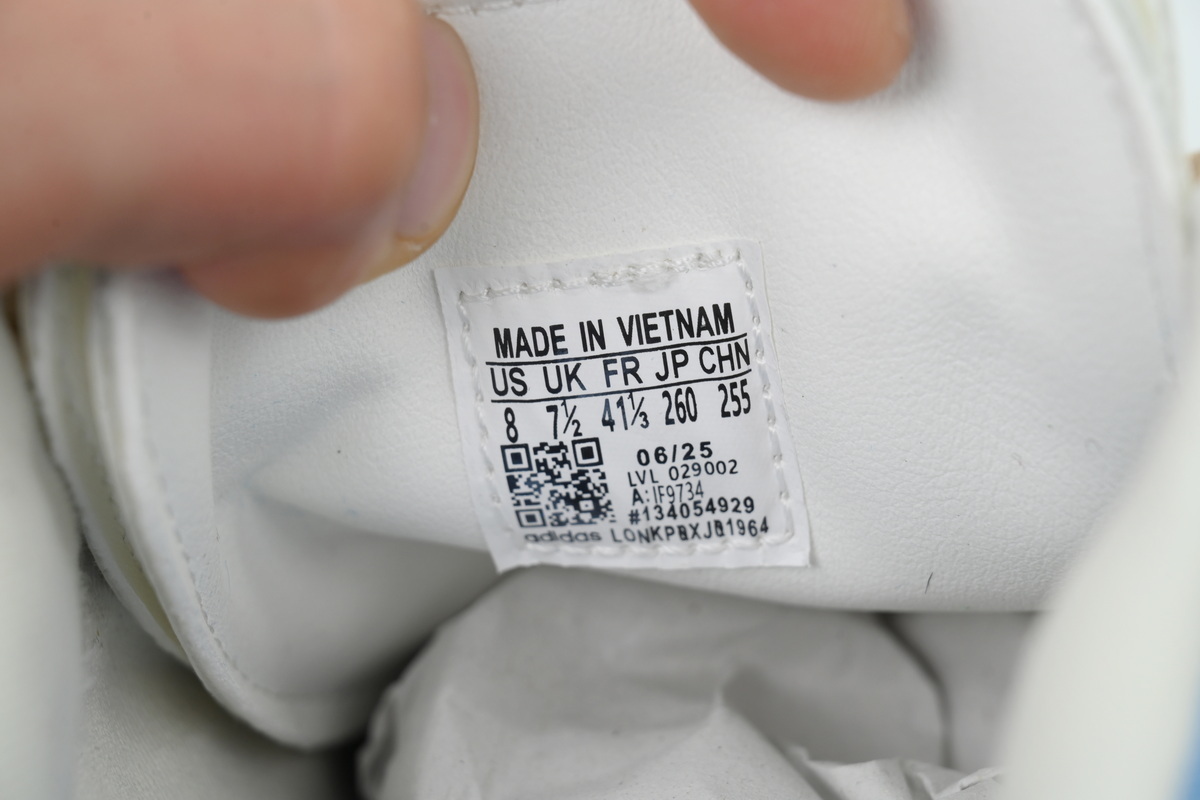 MADE IN VIETNAM
US UK FR JP CHN
8 7½ 41⅓ 260 255
06/25
LVL 029002
A:IF9734
#134054929
adidas